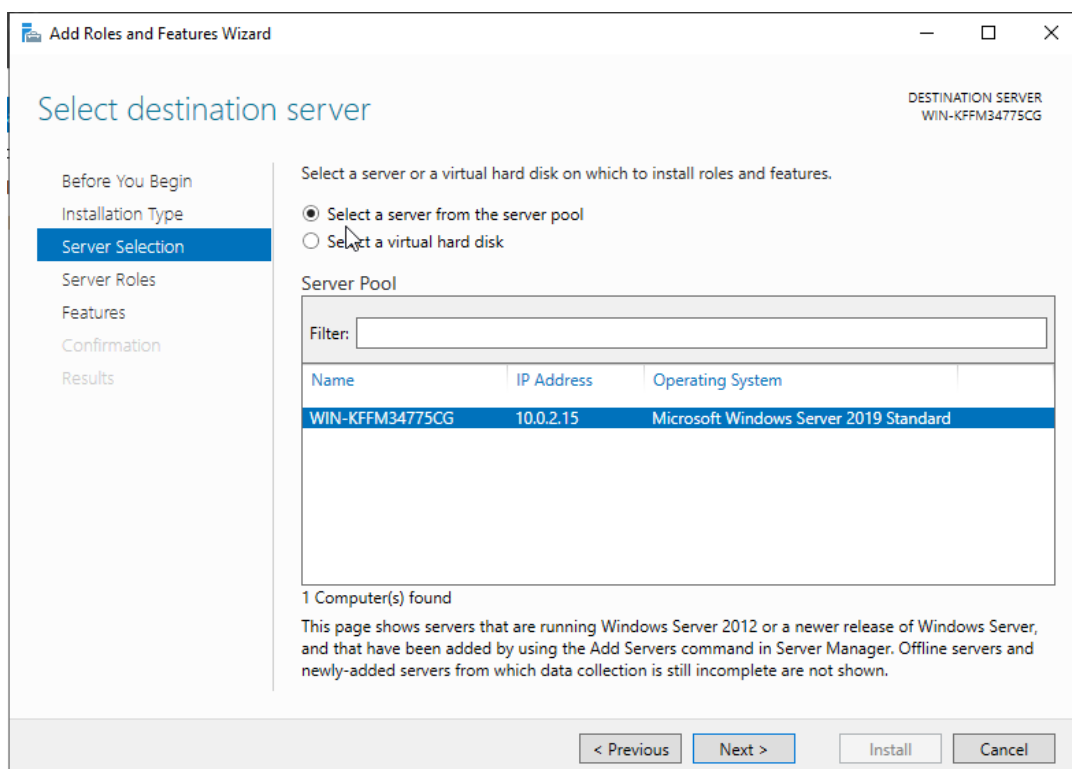 Add Roles and Features Wizard
Select destination server
DESTINATION SERVER
WIN-KFFM34775CG
Before You Begin
Installation Type
Server Selection
Server Roles
Features
Confirmation
Results
Select a server or a virtual hard disk on which to install roles and features.
Select a server from the server pool
Select a virtual hard disk
Server Pool
Filter:
Name IP Address Operating System
WIN-KFFM34775CG 10.0.2.15 Microsoft Windows Server 2019 Standard
1 Computer(s) found
This page shows servers that are running Windows Server 2012 or a newer release of Windows Server,
and that have been added by using the Add Servers command in Server Manager. Offline servers and
newly-added servers from which data collection is still incomplete are not shown.
< Previous Next > Install Cancel